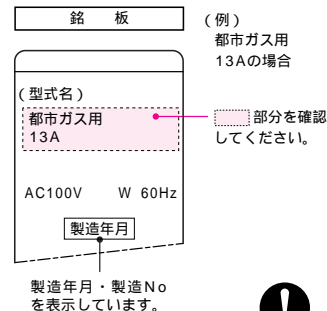 銘 板
(例)
都市ガス用
13Aの場合
(型式名)
都市ガス用
13A
部分を確認
してください。
AC100V W 60Hz
製造年月
製造年月・製造No
を表示しています。